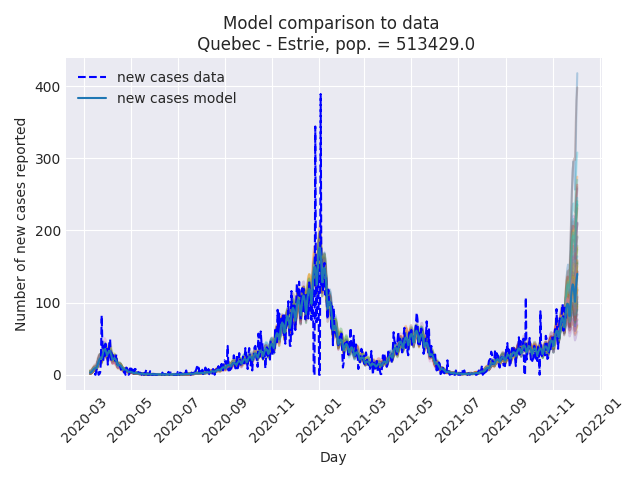 Model comparison to data
Quebec - Estrie, pop. = 513429.0
new cases data
new cases model
Number of new cases reported
400
300
200
100
0
2020-03
2020-05
2020-07
2020-09
2020-11
2021-01
2021-03
2021-05
2021-07
2021-09
2021-11
2022-01
Day